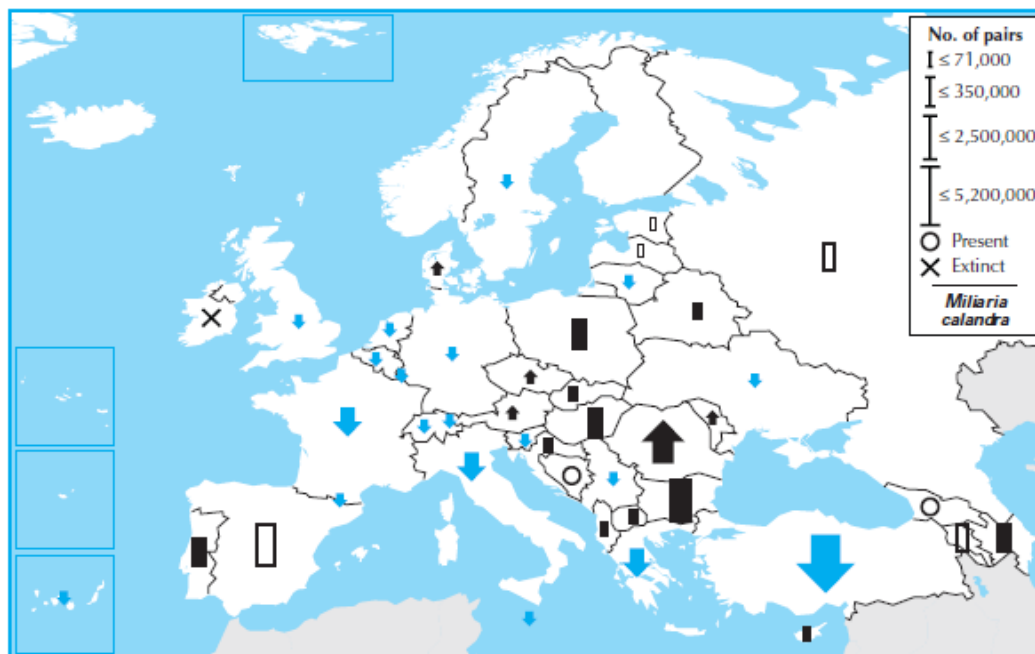 No. of pairs
≤ 71,000
≤ 350,000
≤ 2,500,000
≤ 5,200,000
Present
Extinct
Miliaria
calandra